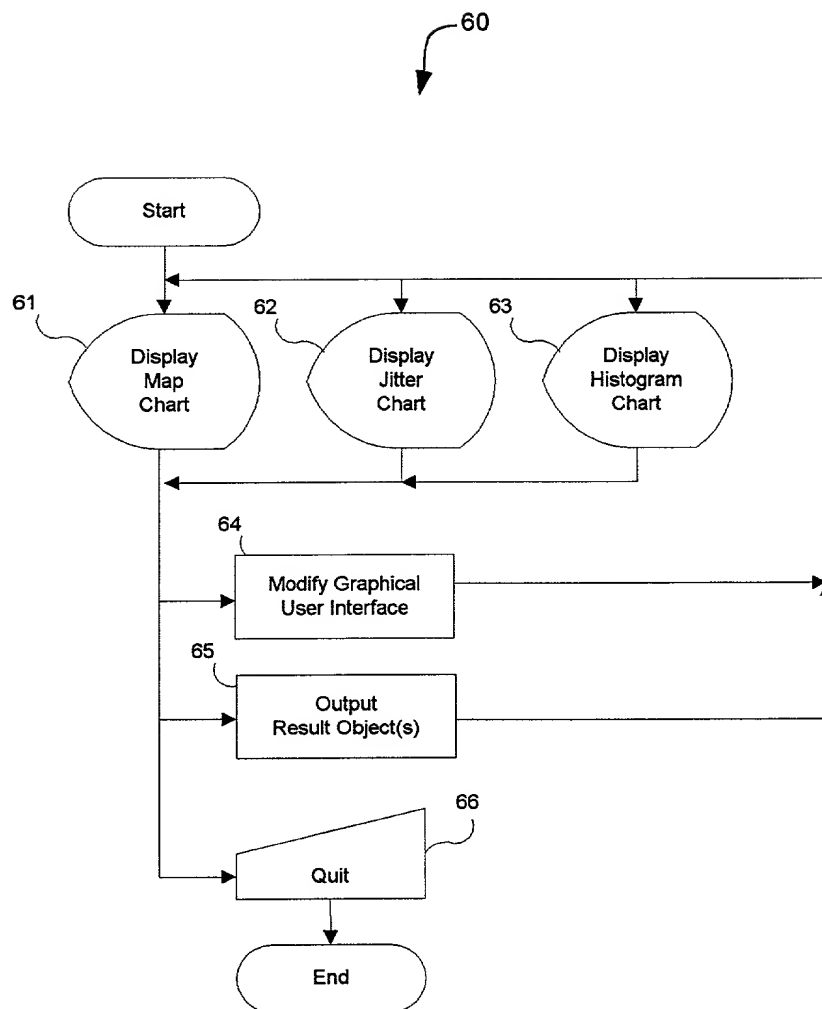 60
Start
61
Display
Map
Chart
62
Display
Jitter
Chart
63
Display
Histogram
Chart
64
Modify Graphical
User Interface
65
Output
Result Object(s)
66
Quit
End